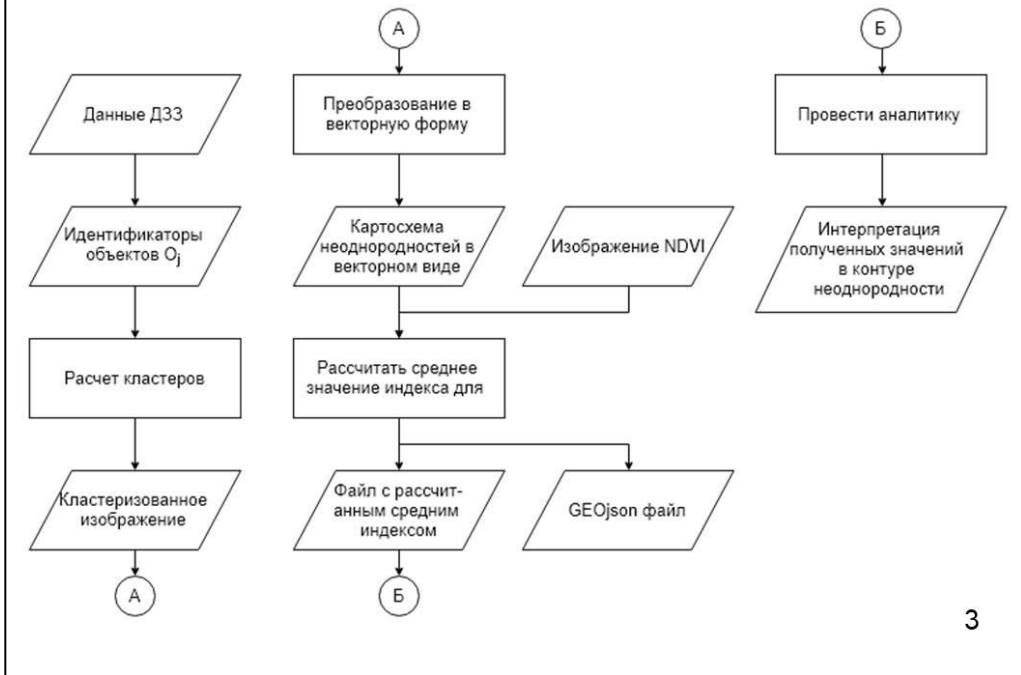 Данные ДЗЗ
Идентификаторы
объектов Oj
Расчет кластеров
Кластеризованное
изображение
А
А
Преобразование в
векторную форму
Картосхема
неоднородностей в
векторном виде
Изображение NDVI
Рассчитать среднее
значение индекса для
Файл с рассчит-
анным средним
индексом
GEOjson файл
Б
Б
Провести аналитику
Интерпретация
полученных значений
в контуре
неоднородности
3